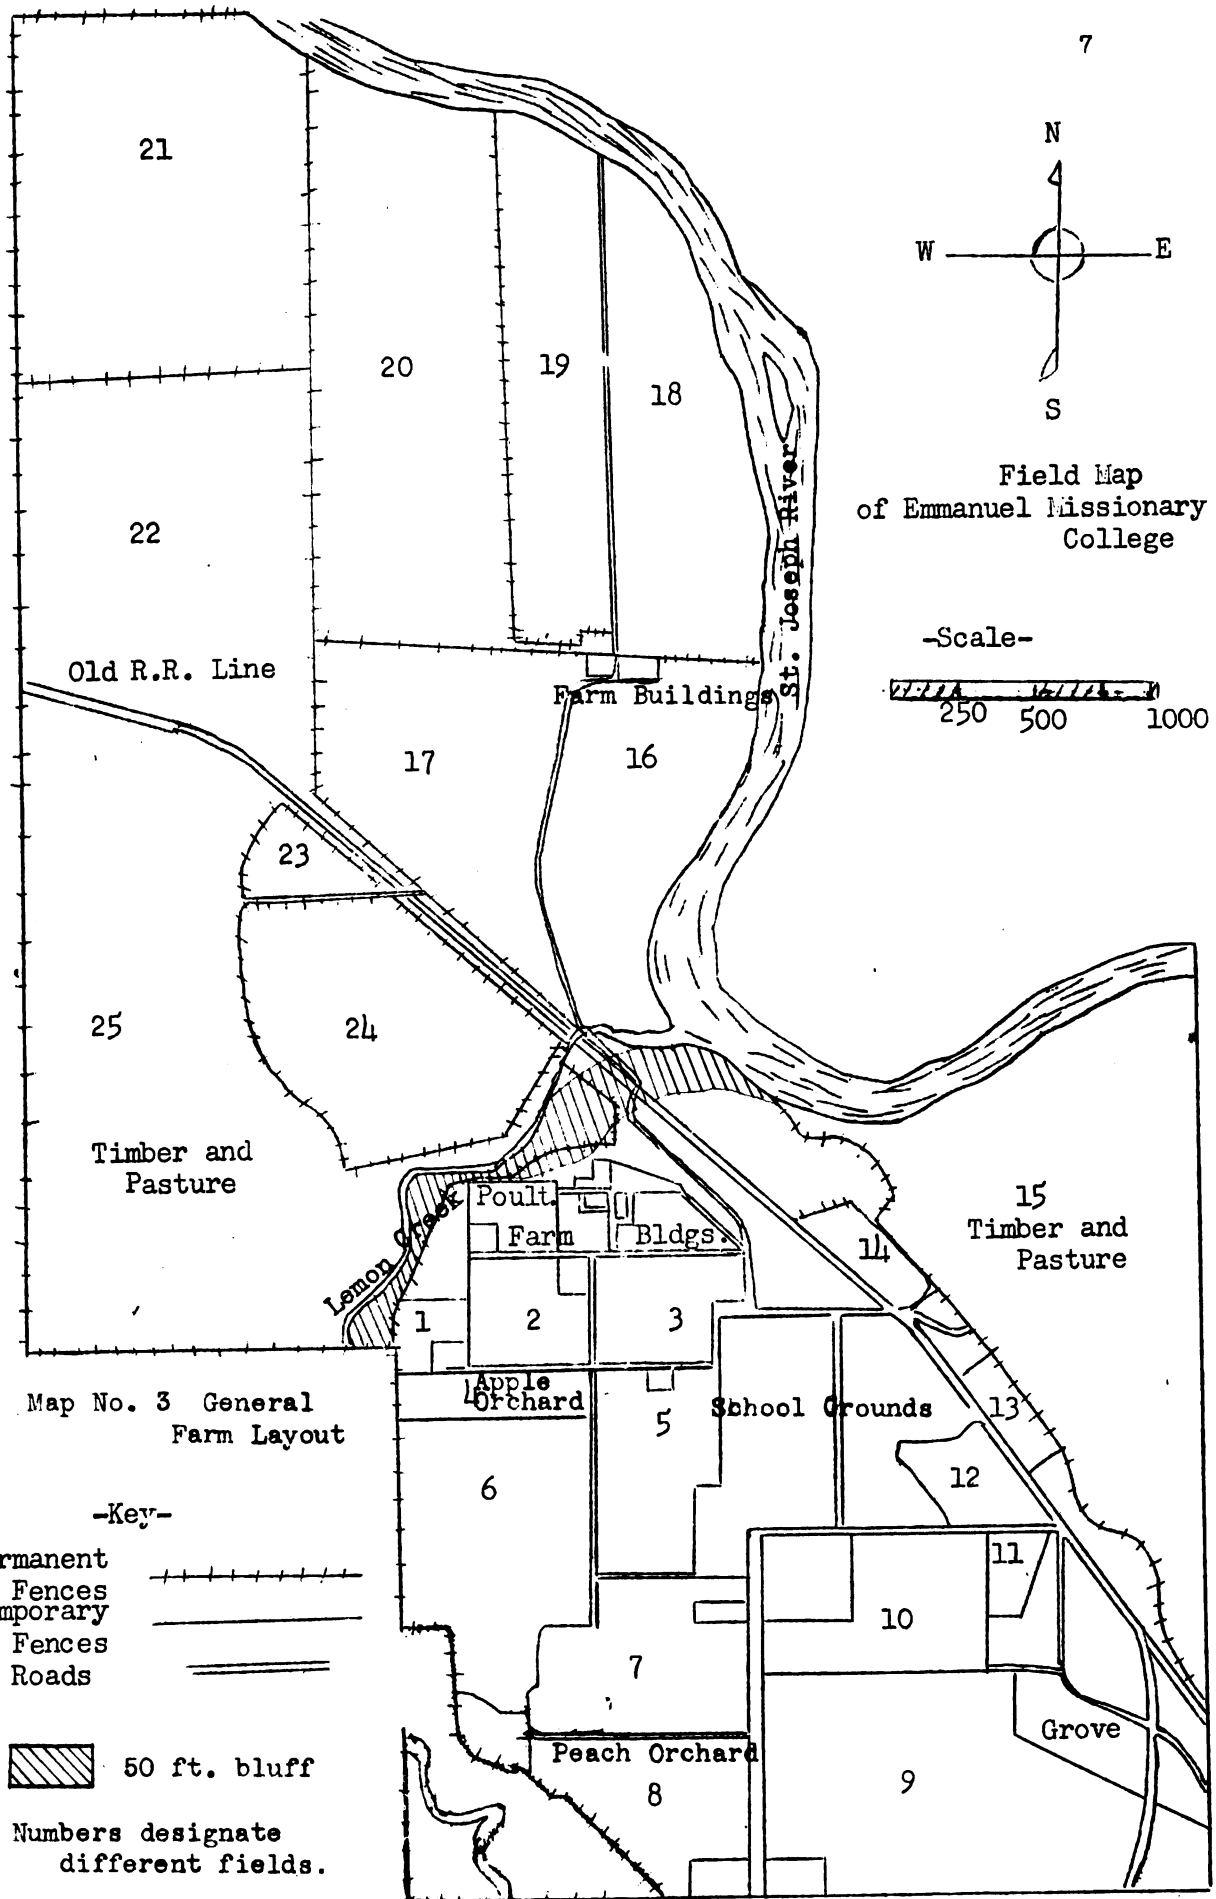 7
N
W E
S
Field Map
of Emmanuel Missionary
College
-Scale-
250 500 1000
21
20
19
18
22
St. Joseph River
Old R.R. Line
Farm Buildings
17
16
23
25
24
Timber and
Pasture
Lemon Creek
Poult.
Farm Bldgs.
15
Timber and
Pasture
14
1
2
3
4
Apple
Orchard
5
School Grounds
13
12
6
11
10
7
Peach Orchard
8
9
Grove
Map No. 3 General
Farm Layout
-Key-
rmanent
Fences
mporary
Fences
Roads
50 ft. bluff
Numbers designate
different fields.